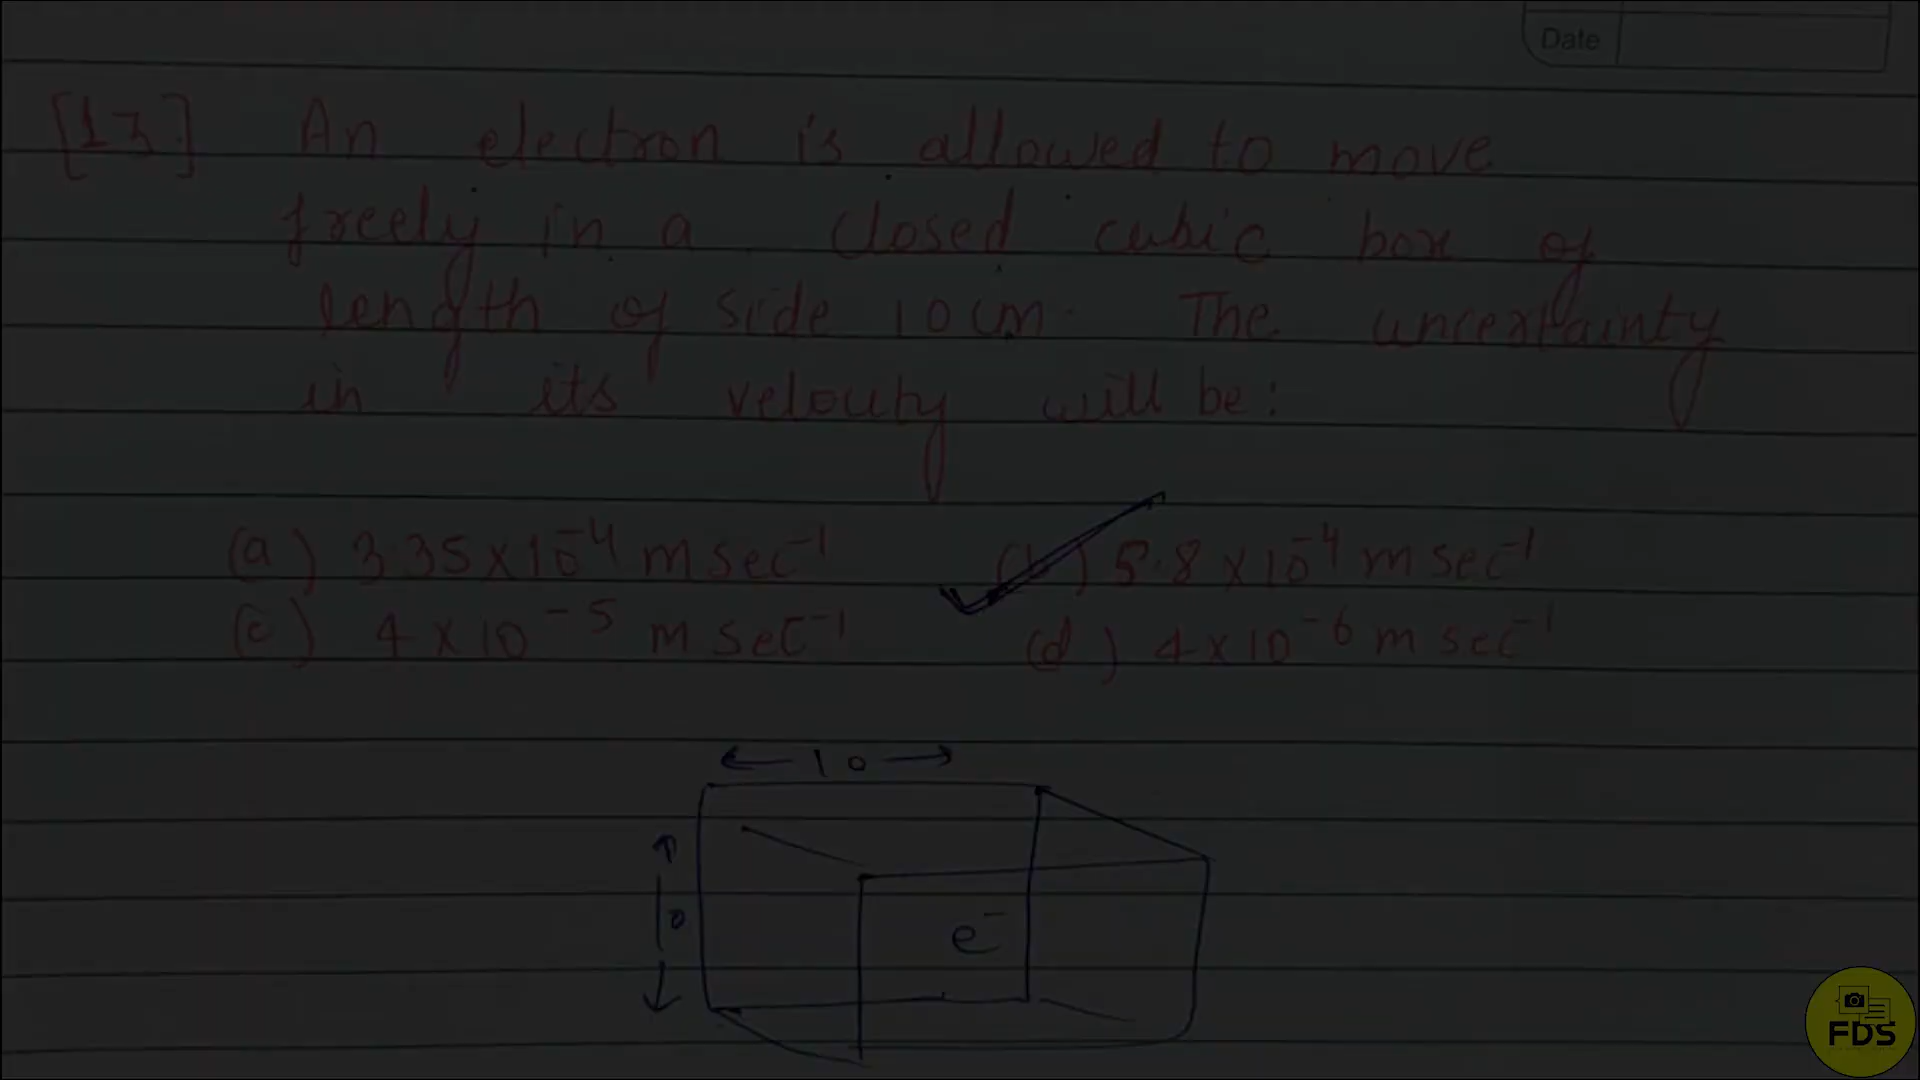 Date
[13] An electron is allowed to move
freely in a closed cubic box of
length of side 10 cm. The uncertainty
in its velouty will be:
(a) 3.35 x 10⁻⁴ m sec⁻¹ (b) 5.8 x 10⁻⁴ m sec⁻¹
(c) 4 x 10⁻⁵ m sec⁻¹ (d) 4 x 10⁻⁶ m sec⁻¹
10
10
e⁻
FDS